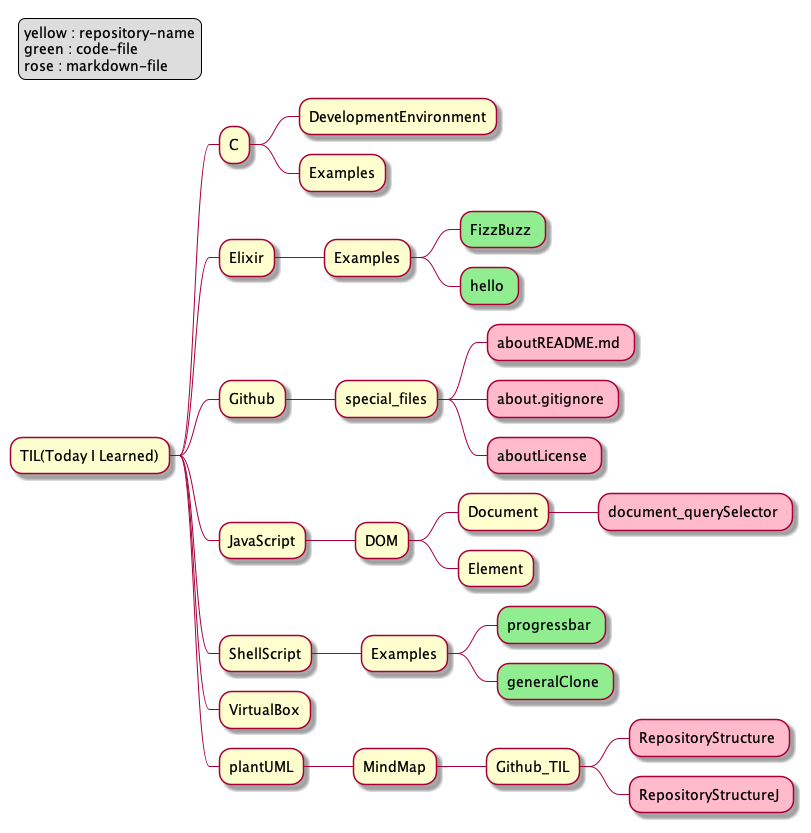 yellow : repository-name
green : code-file
rose : markdown-file
TIL(Today I Learned)
C
DevelopmentEnvironment
Examples
Elixir
Examples
FizzBuzz
hello
Github
special_files
aboutREADME.md
about.gitignore
aboutLicense
JavaScript
DOM
Document
document_querySelector
Element
ShellScript
Examples
progressbar
generalClone
VirtualBox
plantUML
MindMap
Github_TIL
RepositoryStructure
RepositoryStructureJ